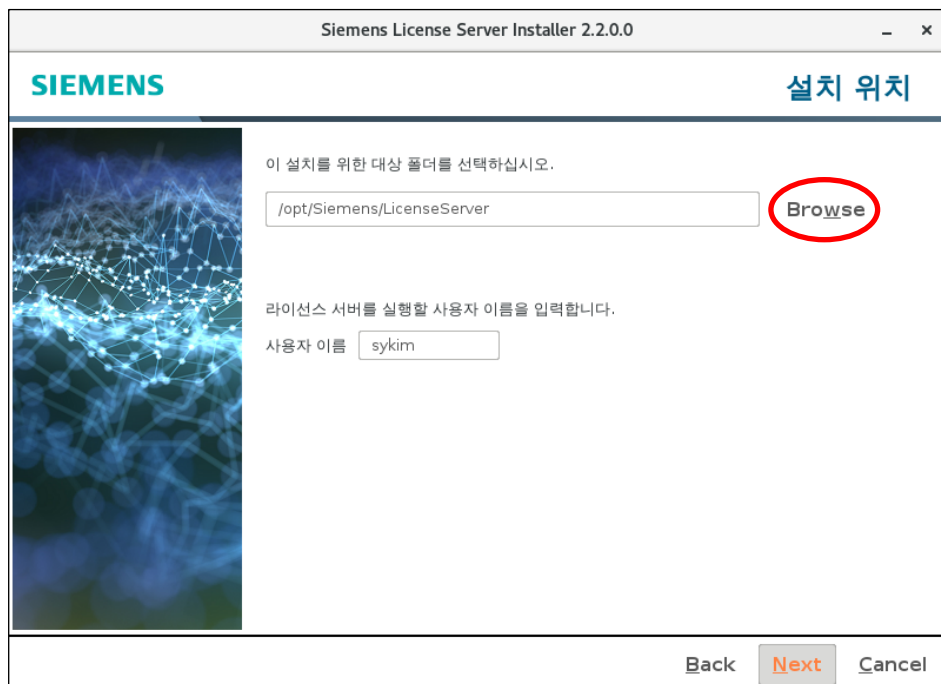 Siemens License Server Installer 2.2.0.0
SIEMENS
설치 위치
이 설치를 위한 대상 폴더를 선택하십시오.
/opt/Siemens/LicenseServer
Browse
라이선스 서버를 실행할 사용자 이름을 입력합니다.
사용자 이름 sykim
Back Next Cancel